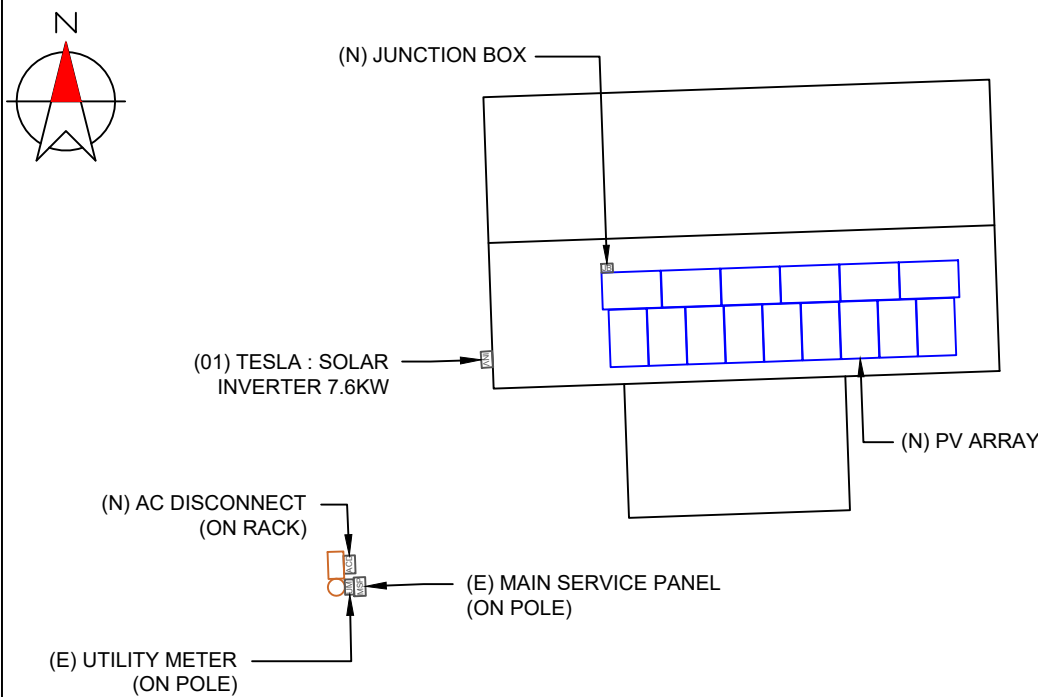 N
(N) JUNCTION BOX
JB
(01) TESLA : SOLAR
INVERTER 7.6KW
INV
(N) PV ARRAY
(N) AC DISCONNECT
(ON RACK)
ACD
UM
MSP
(E) MAIN SERVICE PANEL
(ON POLE)
(E) UTILITY METER
(ON POLE)